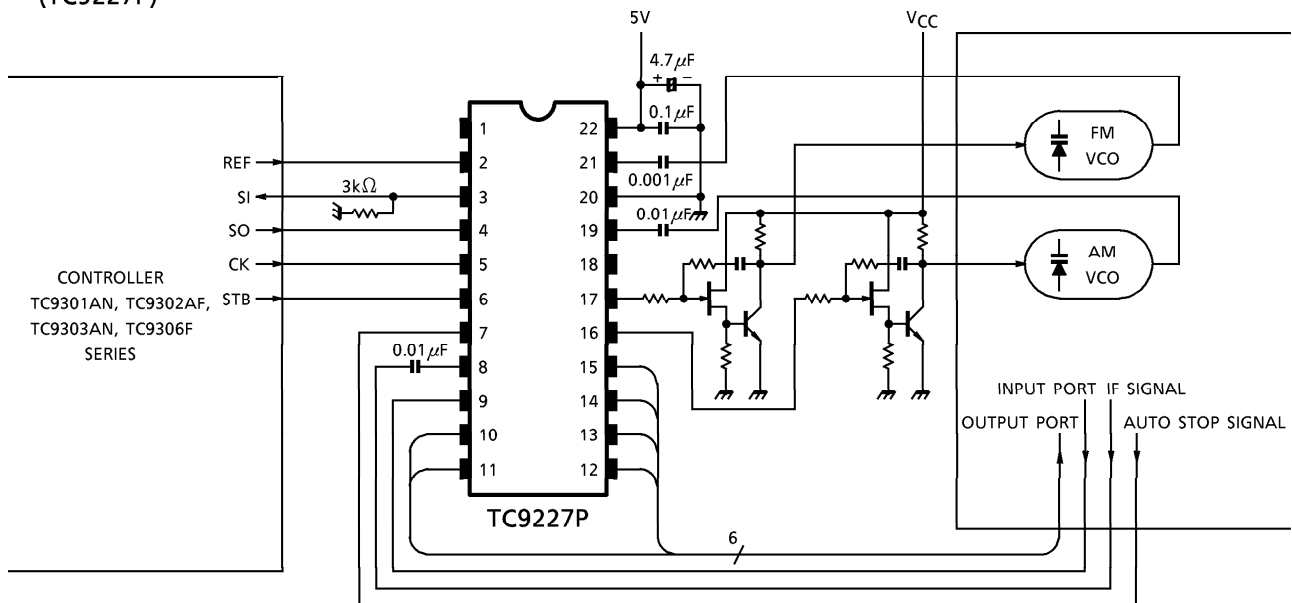 (TC9227P)
5V
VCC
4.7μF
+ −
0.1μF
0.001μF
0.01μF
FM
VCO
AM
VCO
REF
SI
3kΩ
SO
CK
STB
CONTROLLER
TC9301AN, TC9302AF,
TC9303AN, TC9306F
SERIES
0.01μF
1
2
3
4
5
6
7
8
9
10
11
22
21
20
19
18
17
16
15
14
13
12
TC9227P
INPUT PORT IF SIGNAL
OUTPUT PORT AUTO STOP SIGNAL
6